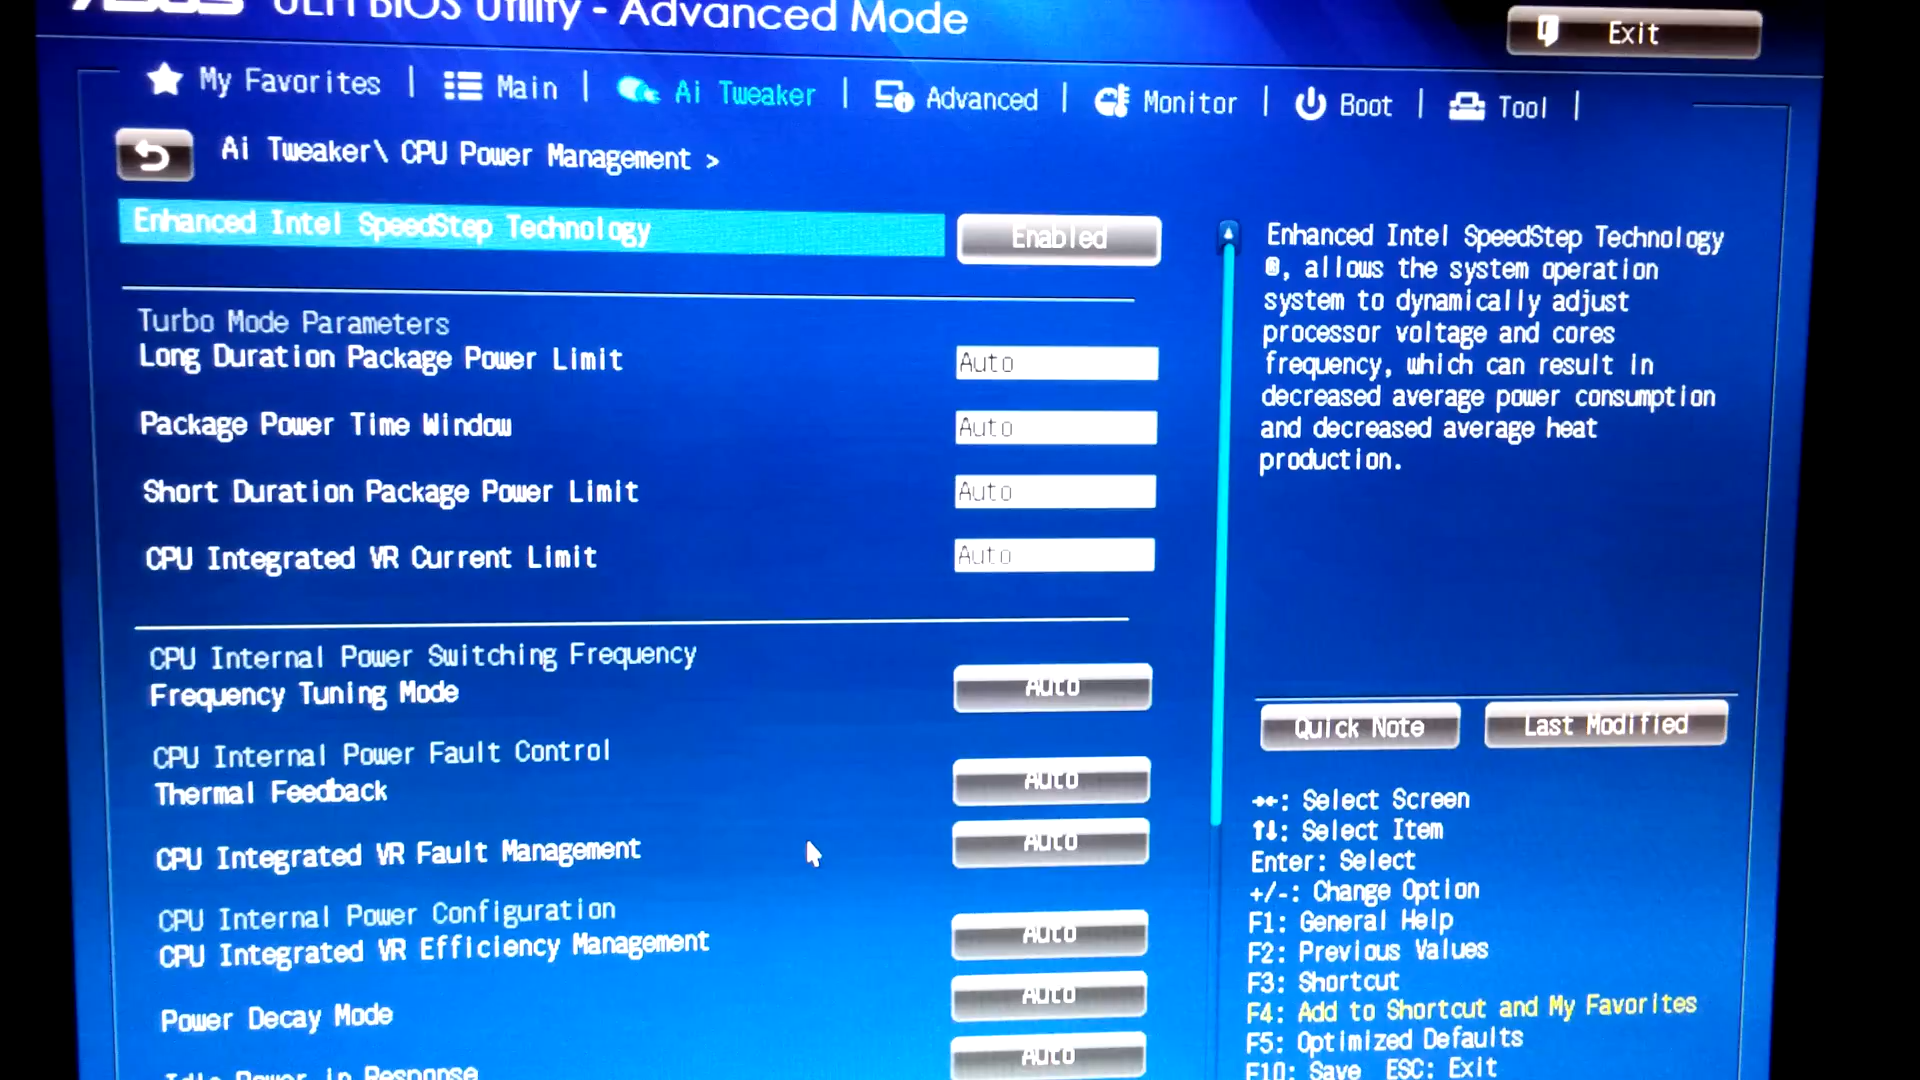 ASUS UEFI BIOS Utility - Advanced Mode
Exit
My Favorites | Main | Ai Tweaker | Advanced | Monitor | Boot | Tool |
Ai Tweaker\ CPU Power Management >
Enhanced Intel SpeedStep Technology Enabled
Turbo Mode Parameters
Long Duration Package Power Limit Auto
Package Power Time Window Auto
Short Duration Package Power Limit Auto
CPU Integrated VR Current Limit Auto
CPU Internal Power Switching Frequency
Frequency Tuning Mode Auto
CPU Internal Power Fault Control
Thermal Feedback Auto
CPU Integrated VR Fault Management Auto
CPU Internal Power Configuration
CPU Integrated VR Efficiency Management Auto
Power Decay Mode Auto
Idle Power in Response Auto
Enhanced Intel SpeedStep Technology
®, allows the system operation
system to dynamically adjust
processor voltage and cores
frequency, which can result in
decreased average power consumption
and decreased average heat
production.
Quick Note Last Modified
→←: Select Screen
↑↓: Select Item
Enter: Select
+/-: Change Option
F1: General Help
F2: Previous Values
F3: Shortcut
F4: Add to Shortcut and My Favorites
F5: Optimized Defaults
F10: Save ESC: Exit